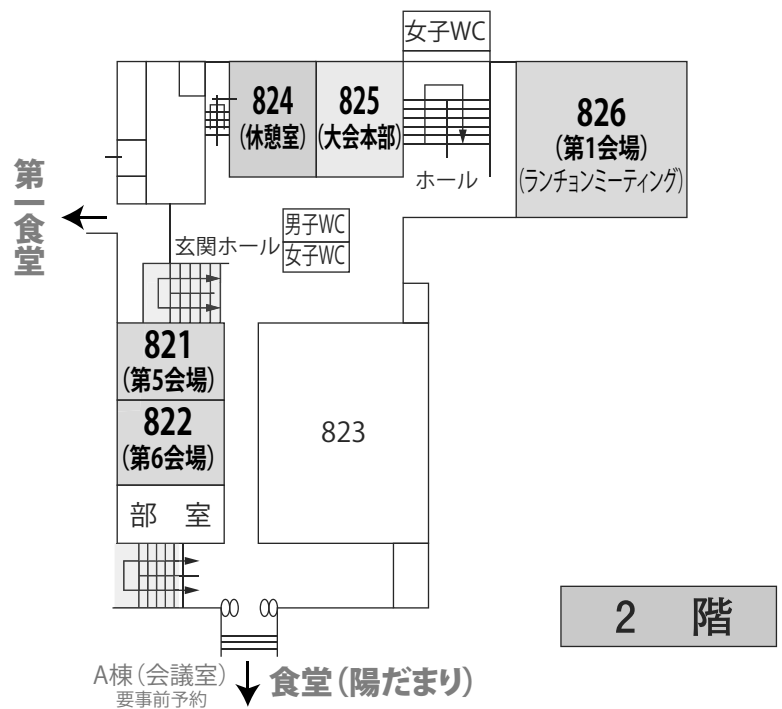 女子WC
824
(休憩室)
825
(大会本部)
826
(第1会場)
(ランチョンミーティング)
ホール
第一食堂
男子WC
女子WC
玄関ホール
821
(第5会場)
822
(第6会場)
823
部 室
2 階
A棟(会議室)
要事前予約
食堂(陽だまり)